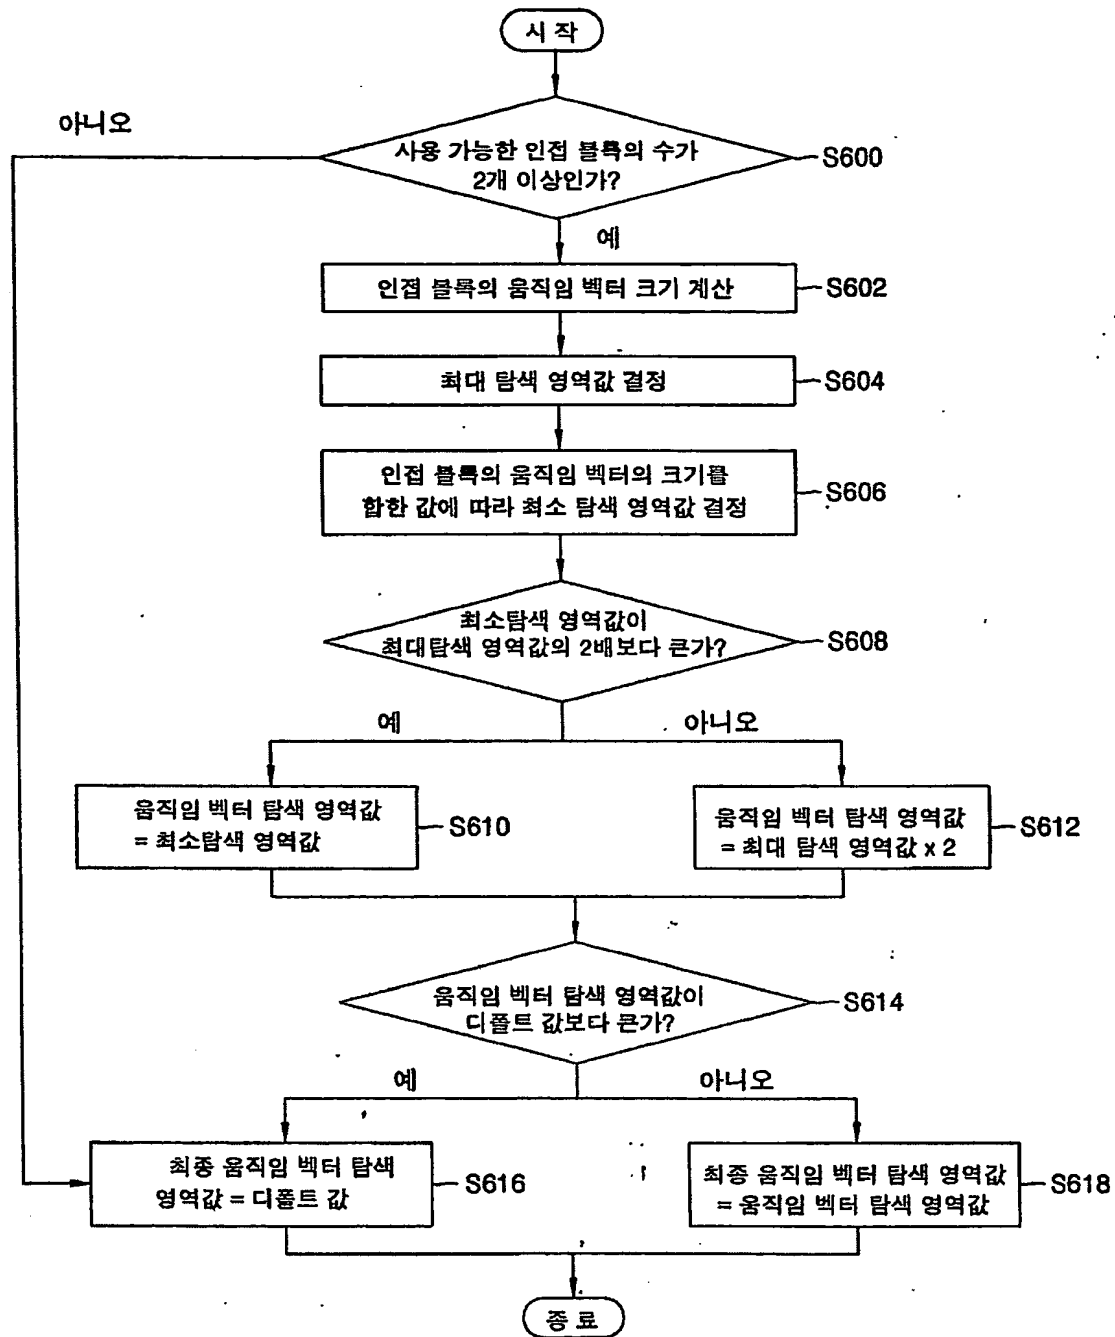 시 작
아니오
사용 가능한 인접 블록의 수가
2개 이상인가?
S600
예
인접 블록의 움직임 벡터 크기 계산
S602
최대 탐색 영역값 결정
S604
인접 블록의 움직임 벡터의 크기를
합한 값에 따라 최소 탐색 영역값 결정
S606
최소탐색 영역값이
최대탐색 영역값의 2배보다 큰가?
S608
예
아니오
움직임 벡터 탐색 영역값
= 최소탐색 영역값
S610
움직임 벡터 탐색 영역값
= 최대 탐색 영역값 x 2
S612
움직임 벡터 탐색 영역값이
디폴트 값보다 큰가?
S614
예
아니오
최종 움직임 벡터 탐색
영역값 = 디폴트 값
S616
최종 움직임 벡터 탐색 영역값
= 움직임 벡터 탐색 영역값
S618
종 료